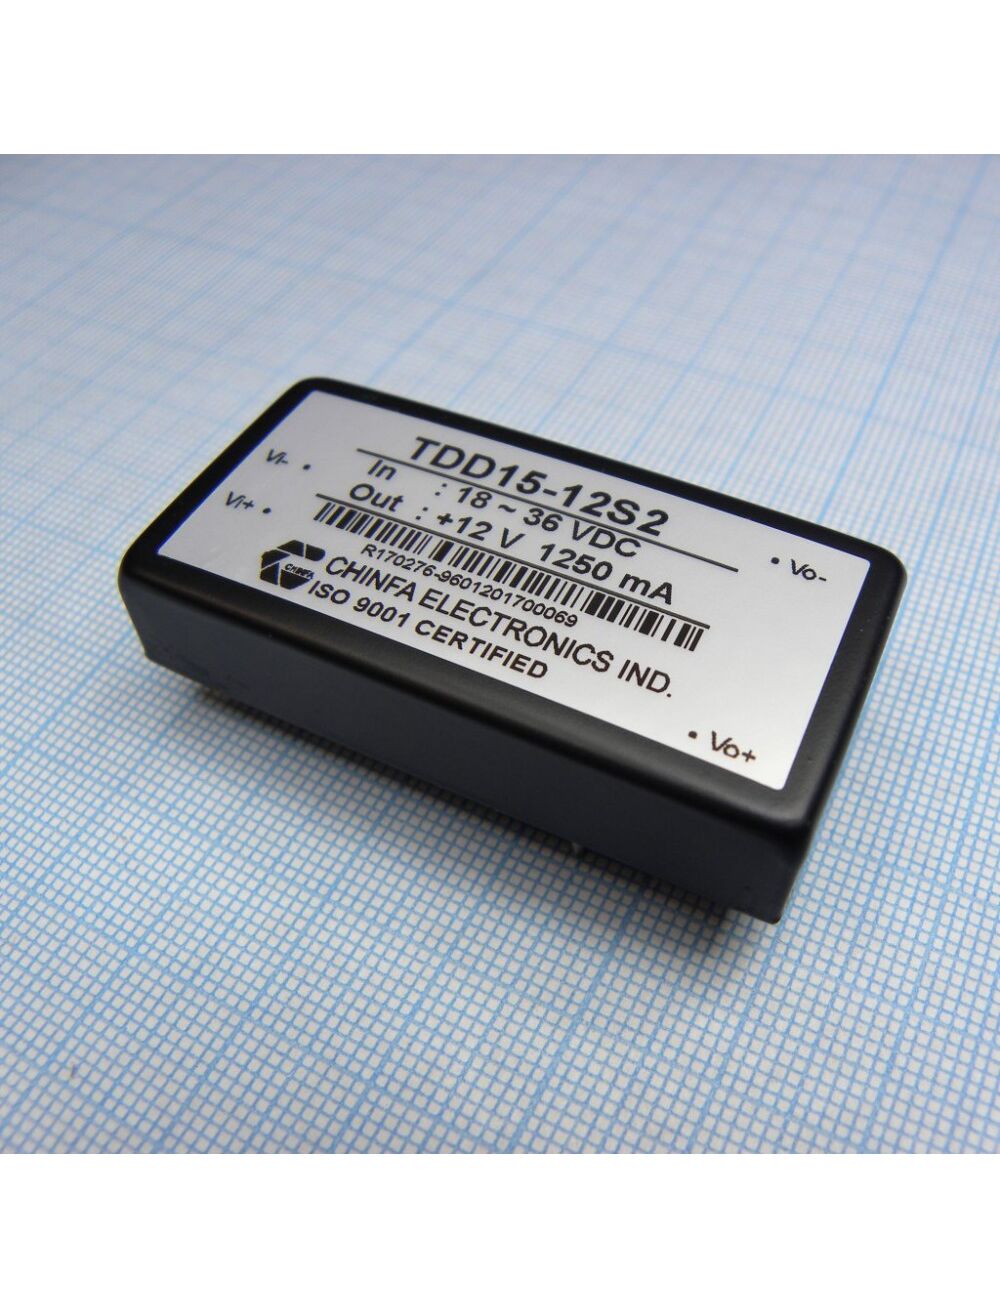 TDD15-12S2
In : 18 ~ 36 VDC
Out : +12 V 1250 mA
R170276-9601201700069
CHINFA
CHINFA ELECTRONICS IND.
ISO 9001 CERTIFIED
Vi-
Vi+
Vo-
Vo+